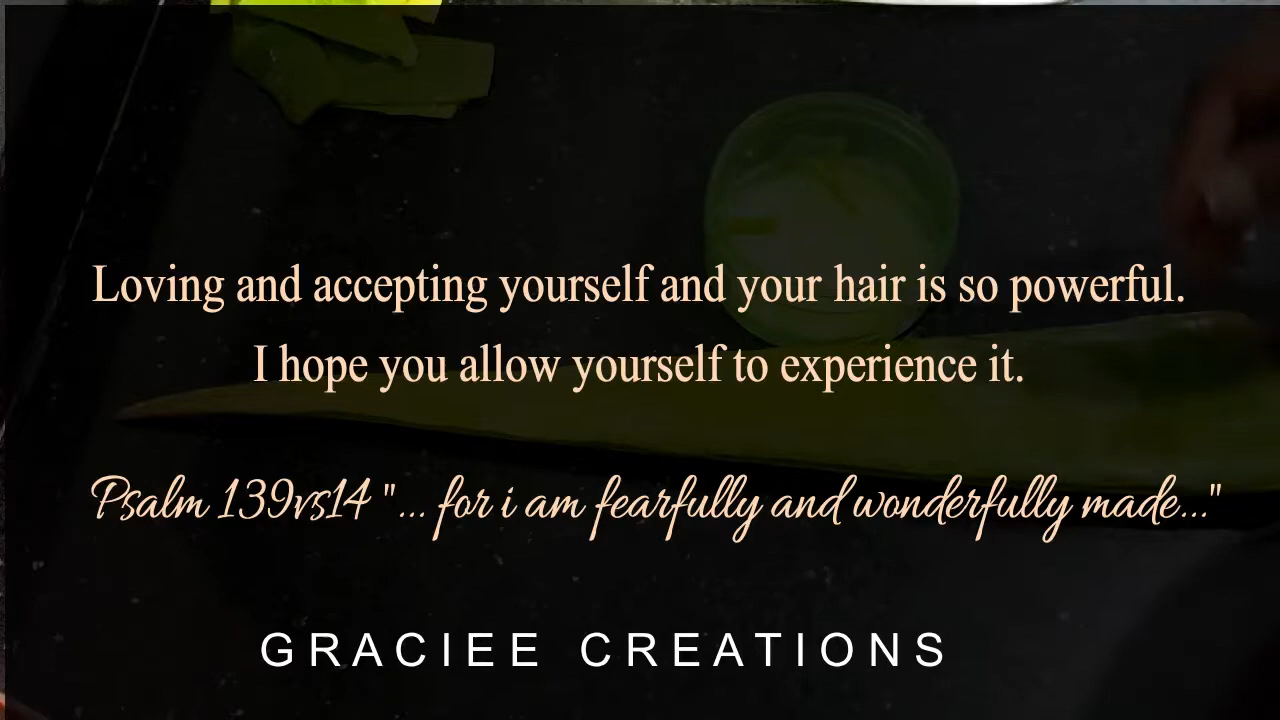 Loving and accepting yourself and your hair is so powerful.
I hope you allow yourself to experience it.
Psalm 139vs14 "... for i am fearfully and wonderfully made..."
GRACIEE CREATIONS